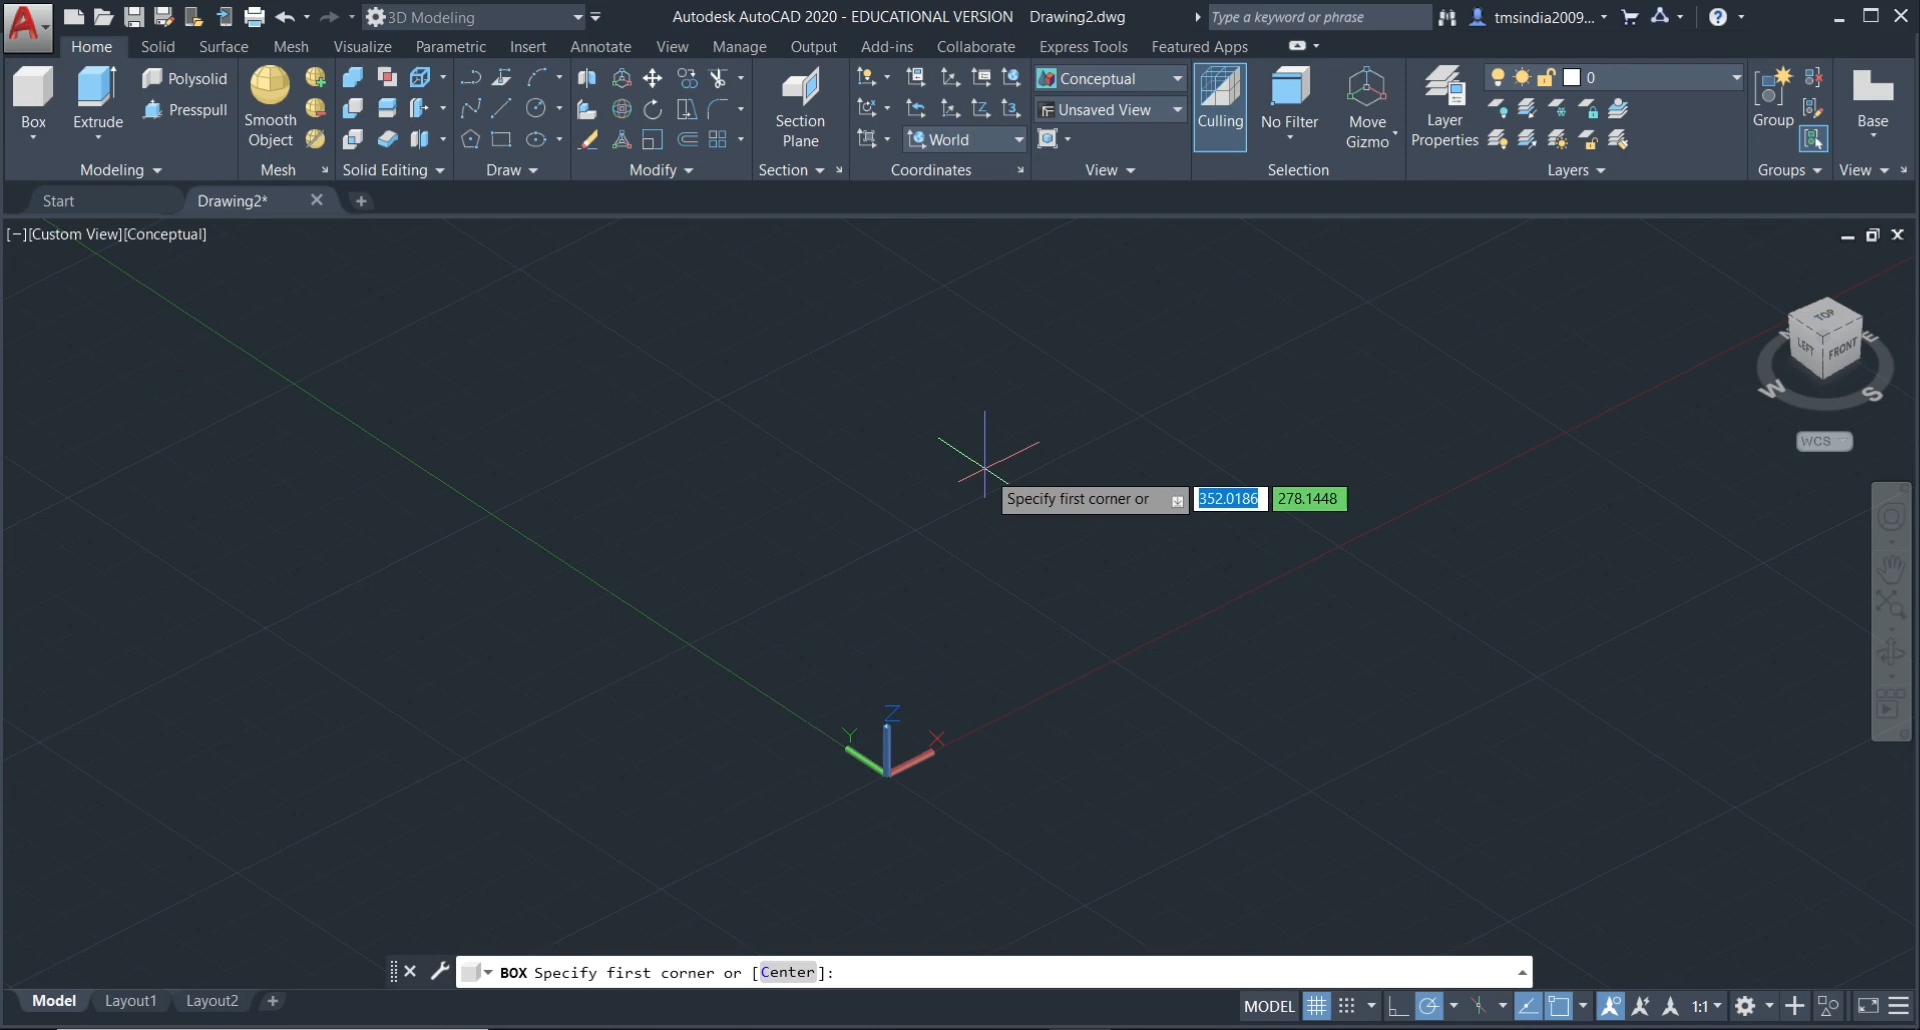 3D Modeling
Autodesk AutoCAD 2020 - EDUCATIONAL VERSION Drawing2.dwg
Type a keyword or phrase
tmsindia2009...
Home Solid Surface Mesh Visualize Parametric Insert Annotate View Manage Output Add-ins Collaborate Express Tools Featured Apps
Box
Extrude
Polysolid
Presspull
Modeling
Smooth
Object
Mesh
Solid Editing
Draw
Modify
Section
Plane
Section
World
Coordinates
Conceptual
Unsaved View
View
Culling
No Filter
Move
Gizmo
Selection
Layer
Properties
0
Layers
Group
Groups
Base
View
Start
Drawing2*
[−][Custom View][Conceptual]
TOP
LEFT
FRONT
N
E
W
S
WCS
Specify first corner or 352.0186 278.1448
Z
Y
X
BOX Specify first corner or [Center]:
Model Layout1 Layout2
MODEL
1:1